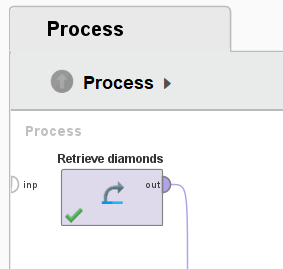 Process
Process
Process
Retrieve diamonds
inp
out